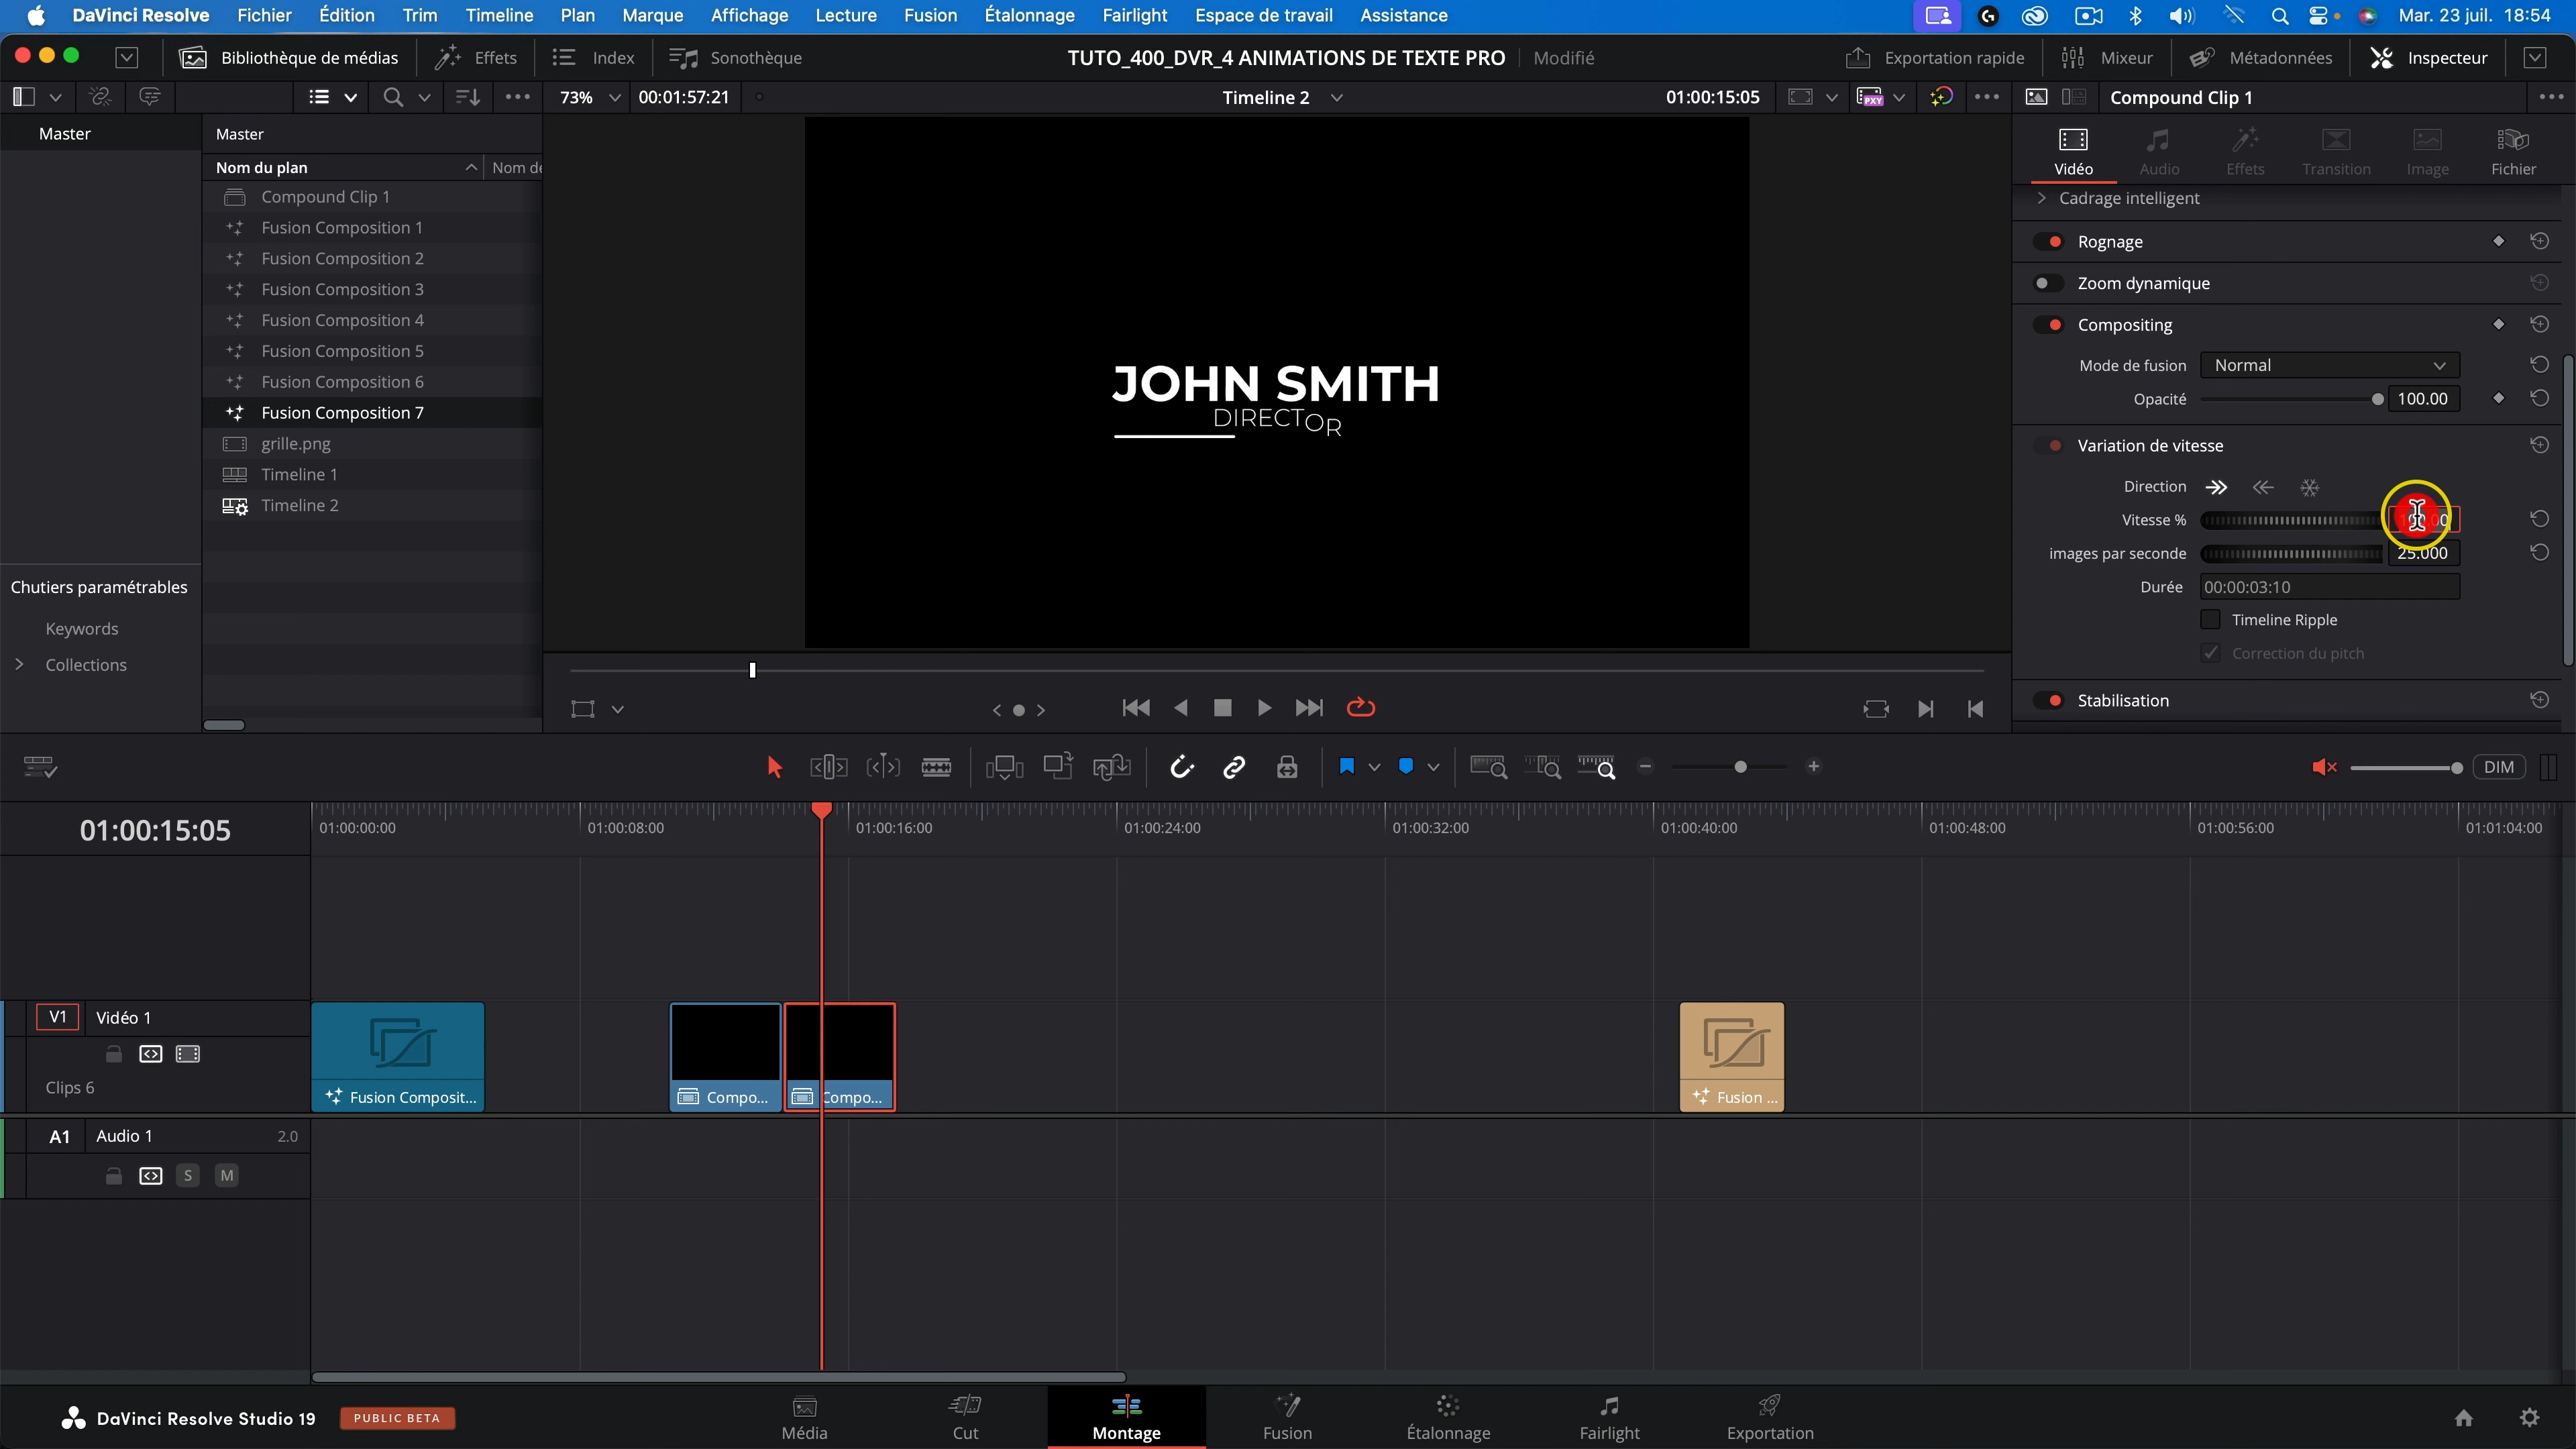 DaVinci Resolve Fichier Édition Trim Timeline Plan Marque Affichage Lecture Fusion Étalonnage Fairlight Espace de travail Assistance Mar. 23 juil. 18:54
Bibliothèque de médias Effets Index Sonothèque TUTO_400_DVR_4 ANIMATIONS DE TEXTE PRO Modifié Exportation rapide Mixeur Métadonnées Inspecteur
73% 00:01:57:21 Timeline 2 01:00:15:05 PXY Compound Clip 1
Master
Master
Vidéo Audio Effets Transition Image Fichier
Nom du plan
Compound Clip 1
Fusion Composition 1
Fusion Composition 2
Fusion Composition 3
Fusion Composition 4
Fusion Composition 5
Fusion Composition 6
Fusion Composition 7
grille.png
Timeline 1
Timeline 2
Chutiers paramétrables
Keywords
Collections
JOHN SMITH
DIRECTOR
Cadrage intelligent
Rognage
Zoom dynamique
Compositing
Mode de fusion Normal
Opacité 100.00
Variation de vitesse
Direction
Vitesse %
images par seconde 25.000
Durée 00:00:03:10
Timeline Ripple
Correction du pitch
Stabilisation
DIM
01:00:15:05
01:00:00:00 01:00:08:00 01:00:16:00 01:00:24:00 01:00:32:00 01:00:40:00 01:00:48:00 01:00:56:00 01:01:04:00
V1 Vidéo 1
Clips 6
Fusion Composit... Compo... Compo... Fusion ...
A1 Audio 1 2.0
S M
DaVinci Resolve Studio 19 PUBLIC BETA
Média Cut Montage Fusion Étalonnage Fairlight Exportation